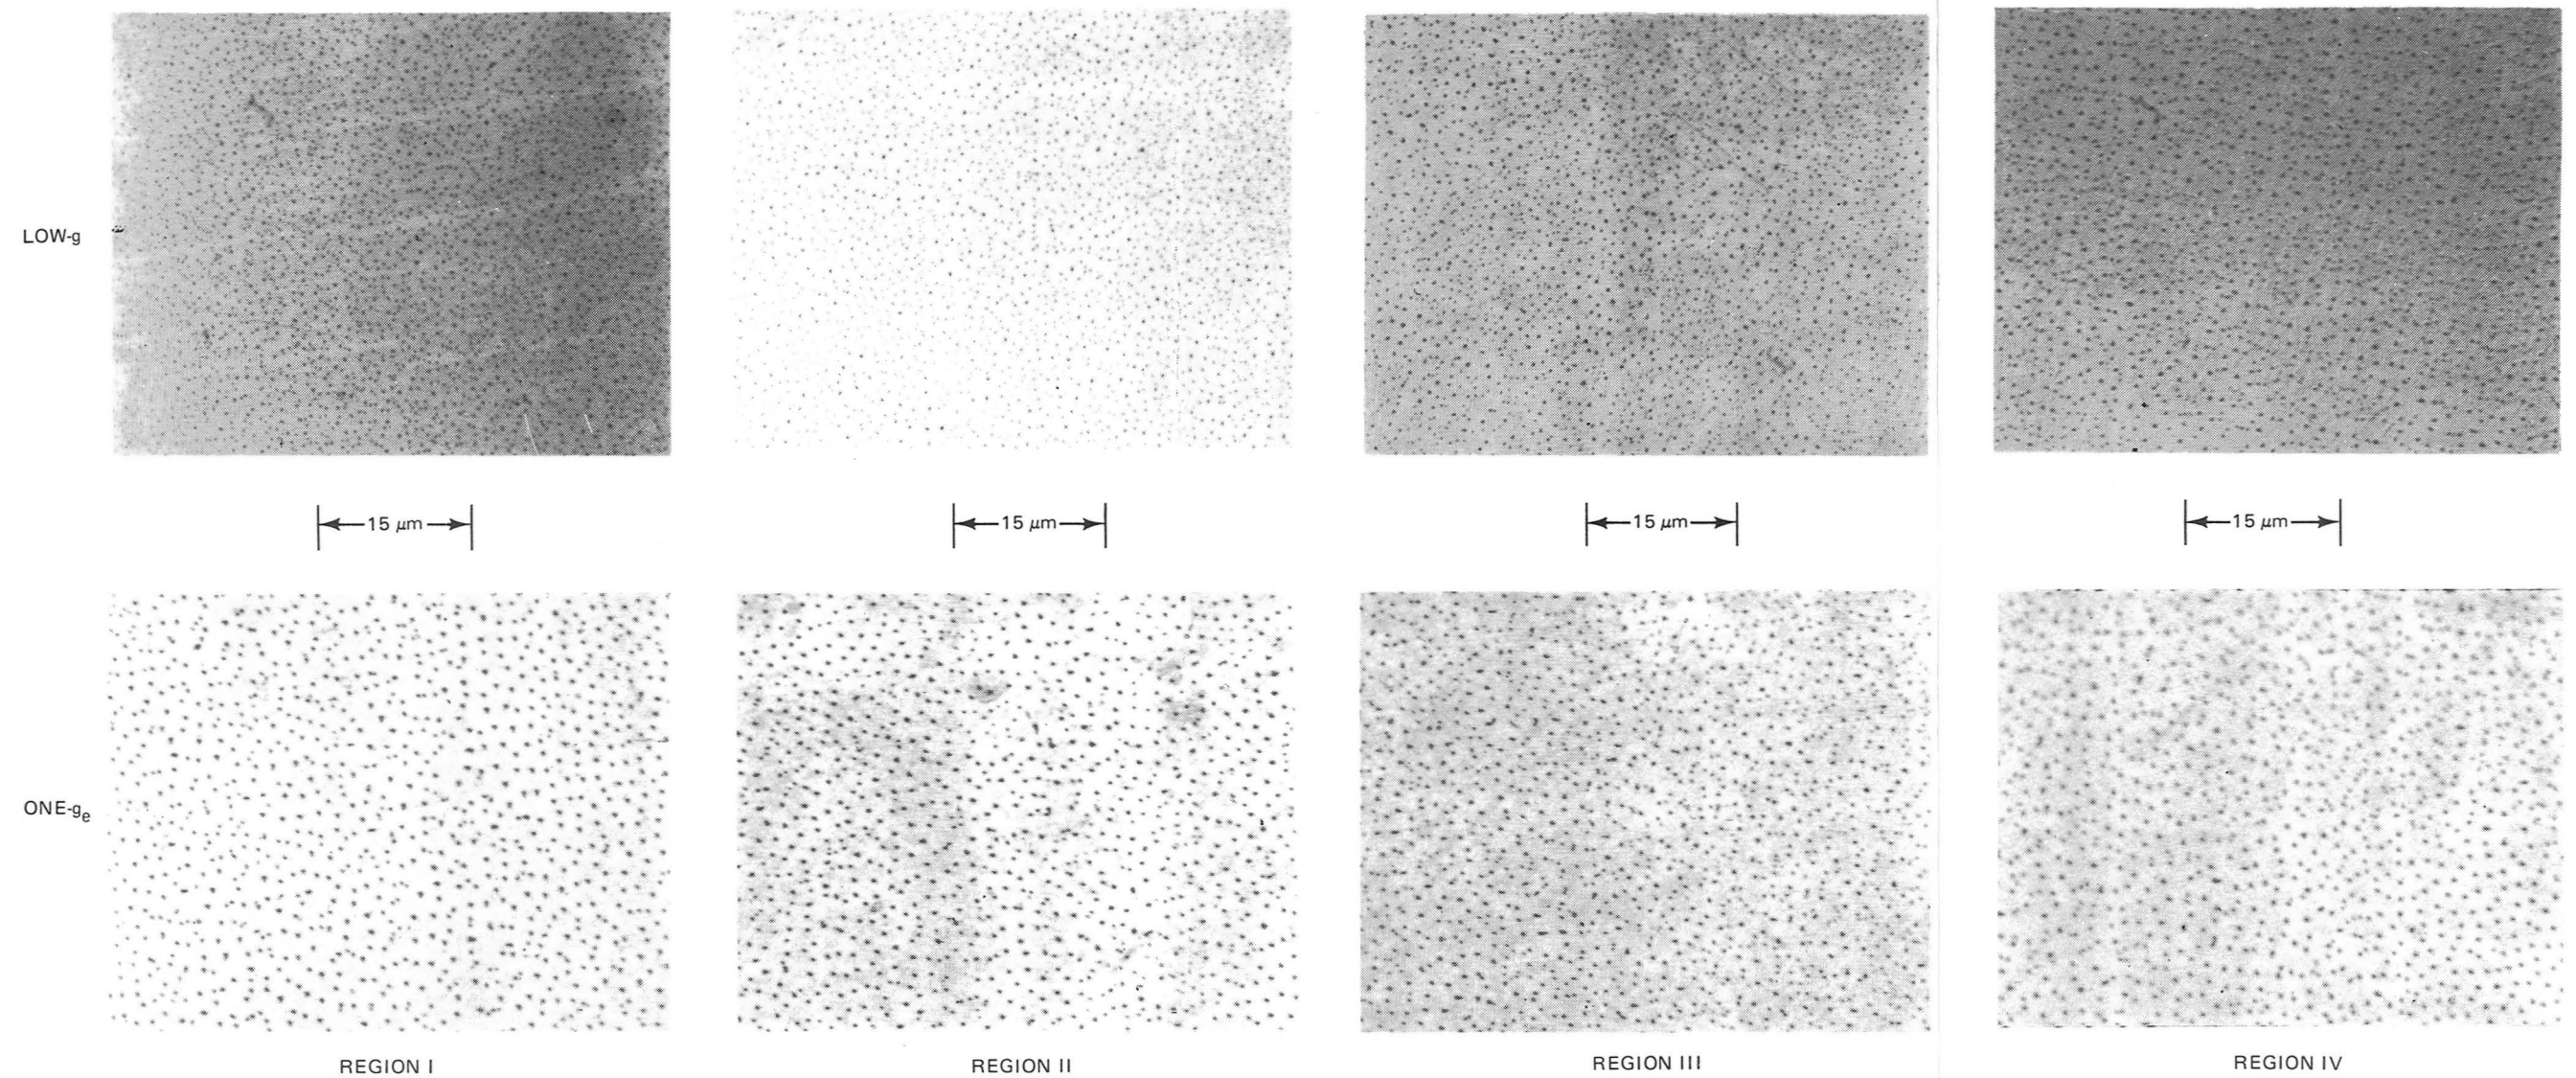 LOW-g
15 μm 15 μm 15 μm 15 μm
ONE-gₑ
REGION I REGION II REGION III REGION IV